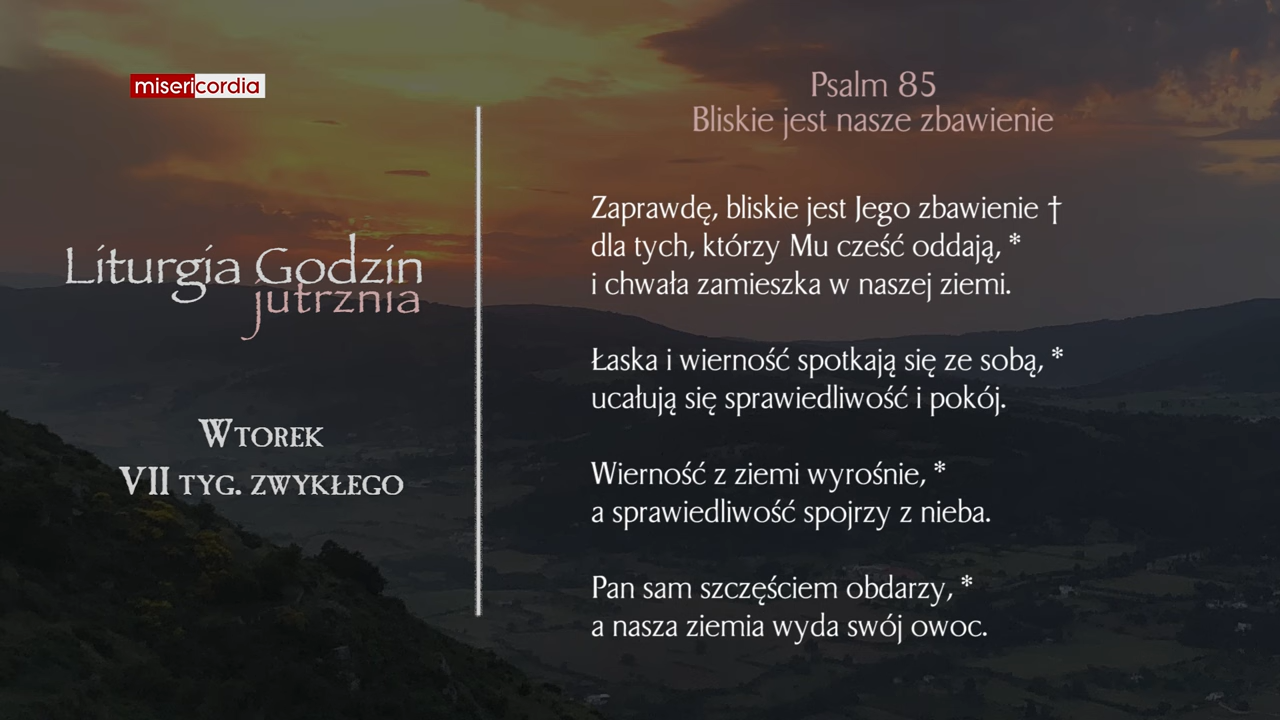 misericordia
Liturgia Godzin
jutrznia
Wtorek
VII tyg. zwykłego
Psalm 85
Bliskie jest nasze zbawienie
Zaprawdę, bliskie jest Jego zbawienie †
dla tych, którzy Mu cześć oddają, *
i chwała zamieszka w naszej ziemi.
Łaska i wierność spotkają się ze sobą, *
ucałują się sprawiedliwość i pokój.
Wierność z ziemi wyrośnie, *
a sprawiedliwość spojrzy z nieba.
Pan sam szczęściem obdarzy, *
a nasza ziemia wyda swój owoc.